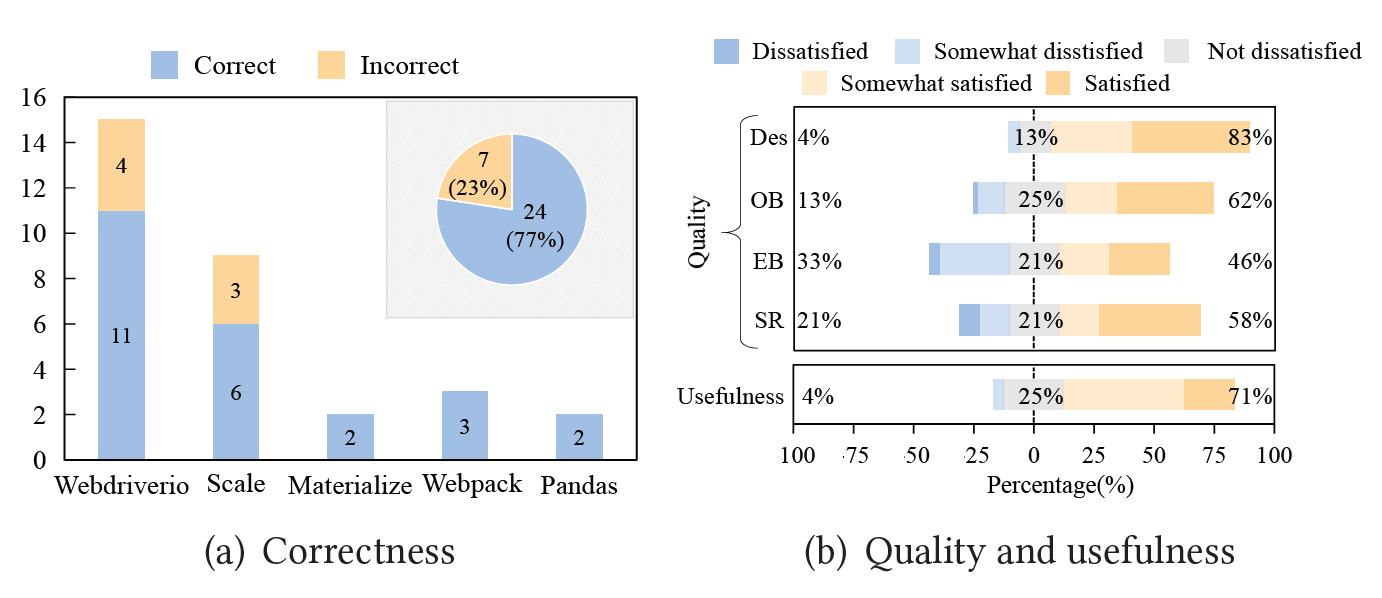 Correct Incorrect
16
14
12
10
8
6
4
2
0
4
11
3
6
2
3
2
7
(23%)
24
(77%)
Webdriverio Scale Materialize Webpack Pandas
(a) Correctness
Dissatisfied Somewhat disstisfied Not dissatisfied
Somewhat satisfied Satisfied
Quality
Des 4% 13% 83%
OB 13% 25% 62%
EB 33% 21% 46%
SR 21% 21% 58%
Usefulness 4% 25% 71%
100 -75 -50 -25 0 25 50 75 100
Percentage(%)
(b) Quality and usefulness